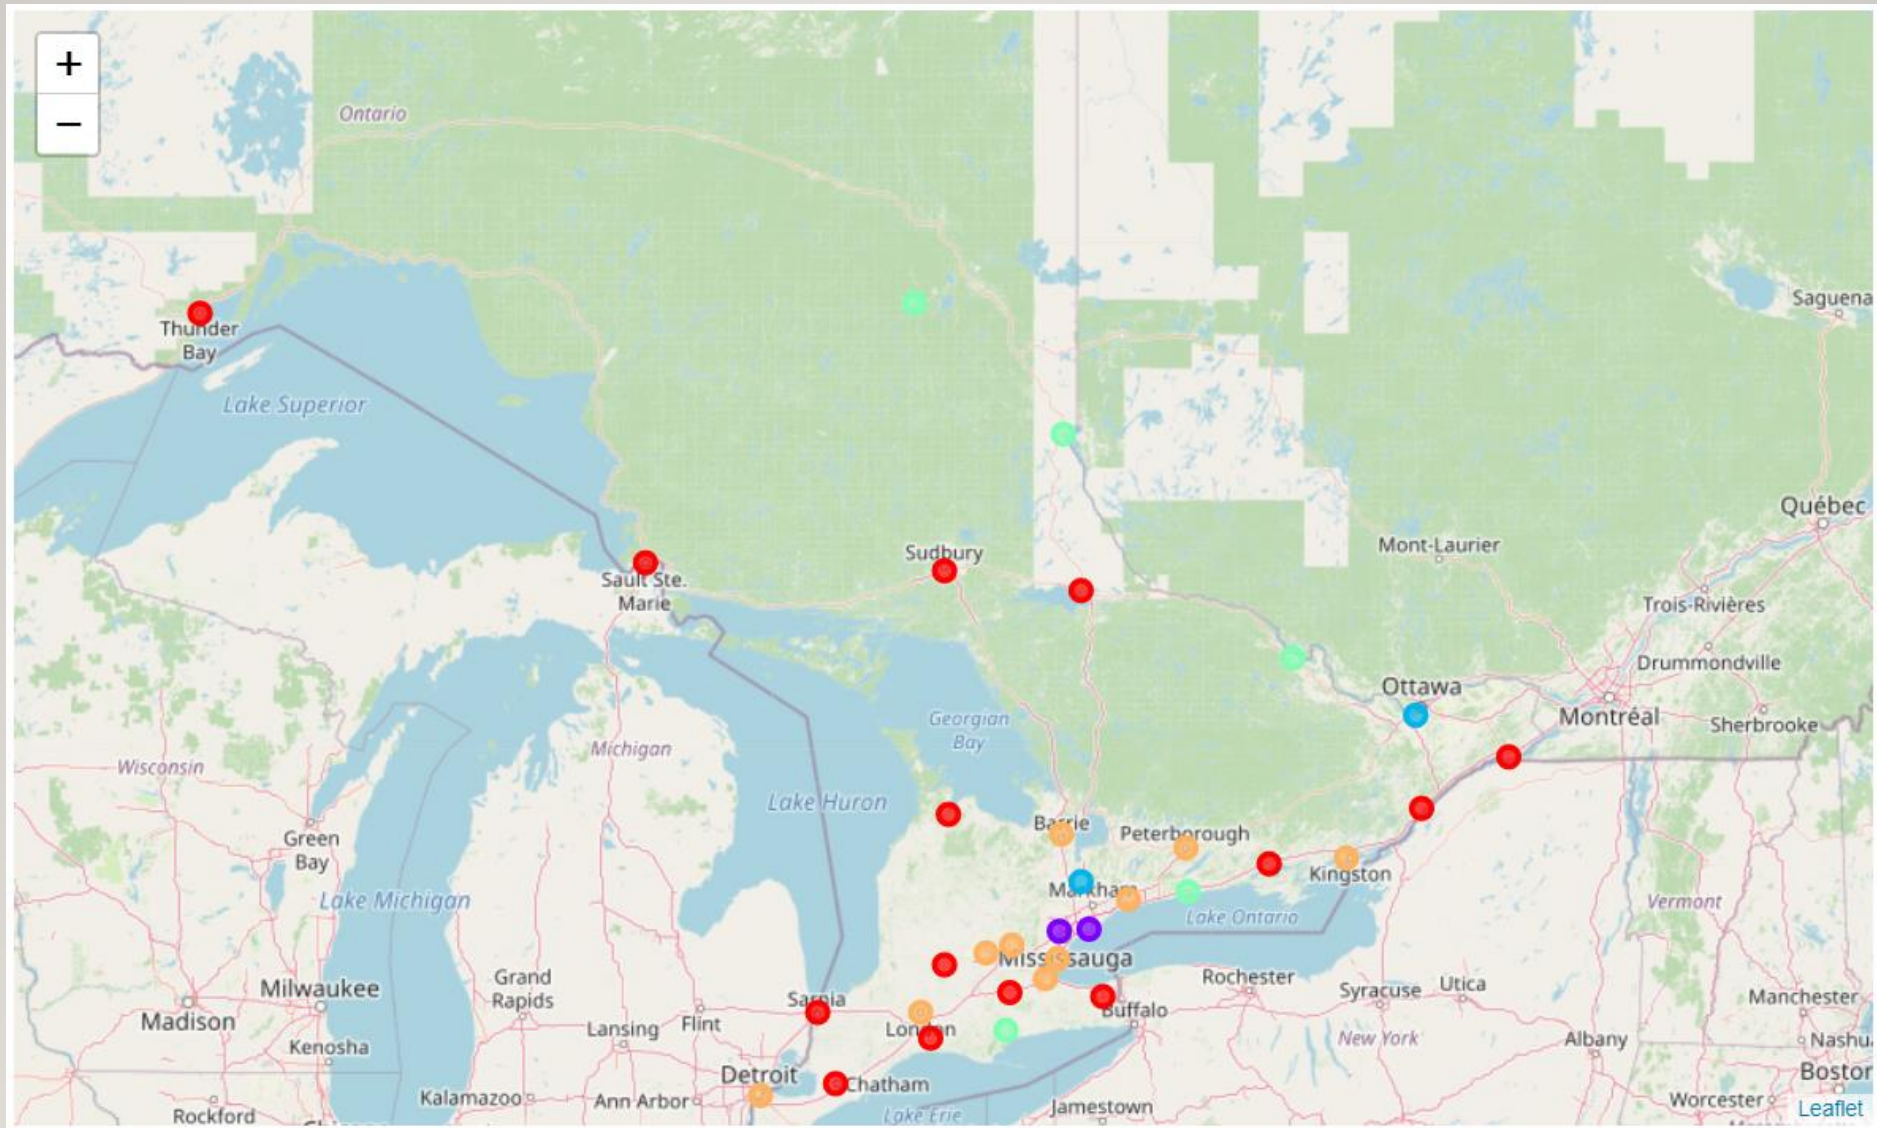 +
−
Ontario
Saguena
Thunder
Bay
Lake Superior
Québec
Sudbury
Mont-Laurier
Sault Ste.
Marie
Trois-Rivières
Drummondville
Ottawa
Georgian
Bay
Montréal
Sherbrooke
Michigan
Wisconsin
Lake Huron
Barrie
Peterborough
Green
Bay
Kingston
Markham
Lake Michigan
Vermont
Lake Ontario
Mississauga
Grand
Rapids
Rochester
Utica
Milwaukee
Syracuse
Manchester
Sarnia
Buffalo
Madison
Lansing
Flint
London
New York
Albany
Nashu
Kenosha
Detroit
Boston
Chatham
Kalamazoo
Ann Arbor
Worcester
Jamestown
Rockford
Lake Erie
Leaflet